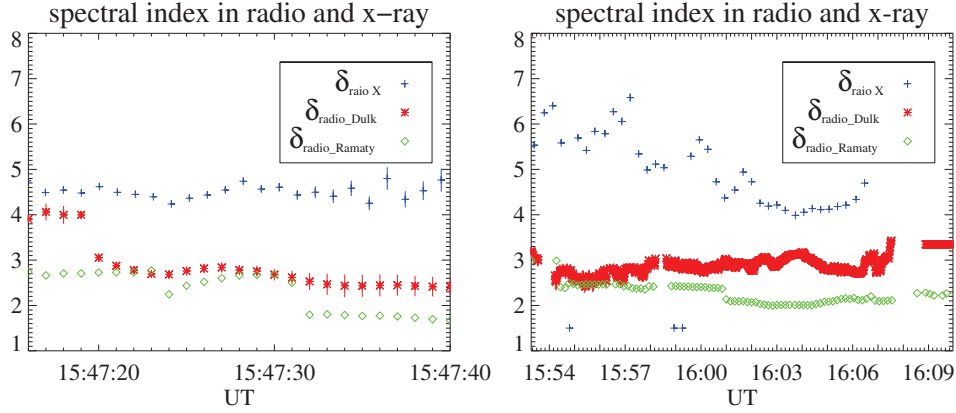 spectral index in radio and x−ray
8
7
6
5
4
3
2
1
δraio X
δradio_Dulk
δradio_Ramaty
15:47:20 15:47:30 15:47:40
UT
spectral index in radio and x-ray
8
7
6
5
4
3
2
1
δraio X
δradio_Dulk
δradio_Ramaty
15:54 15:57 16:00 16:03 16:06 16:09
UT